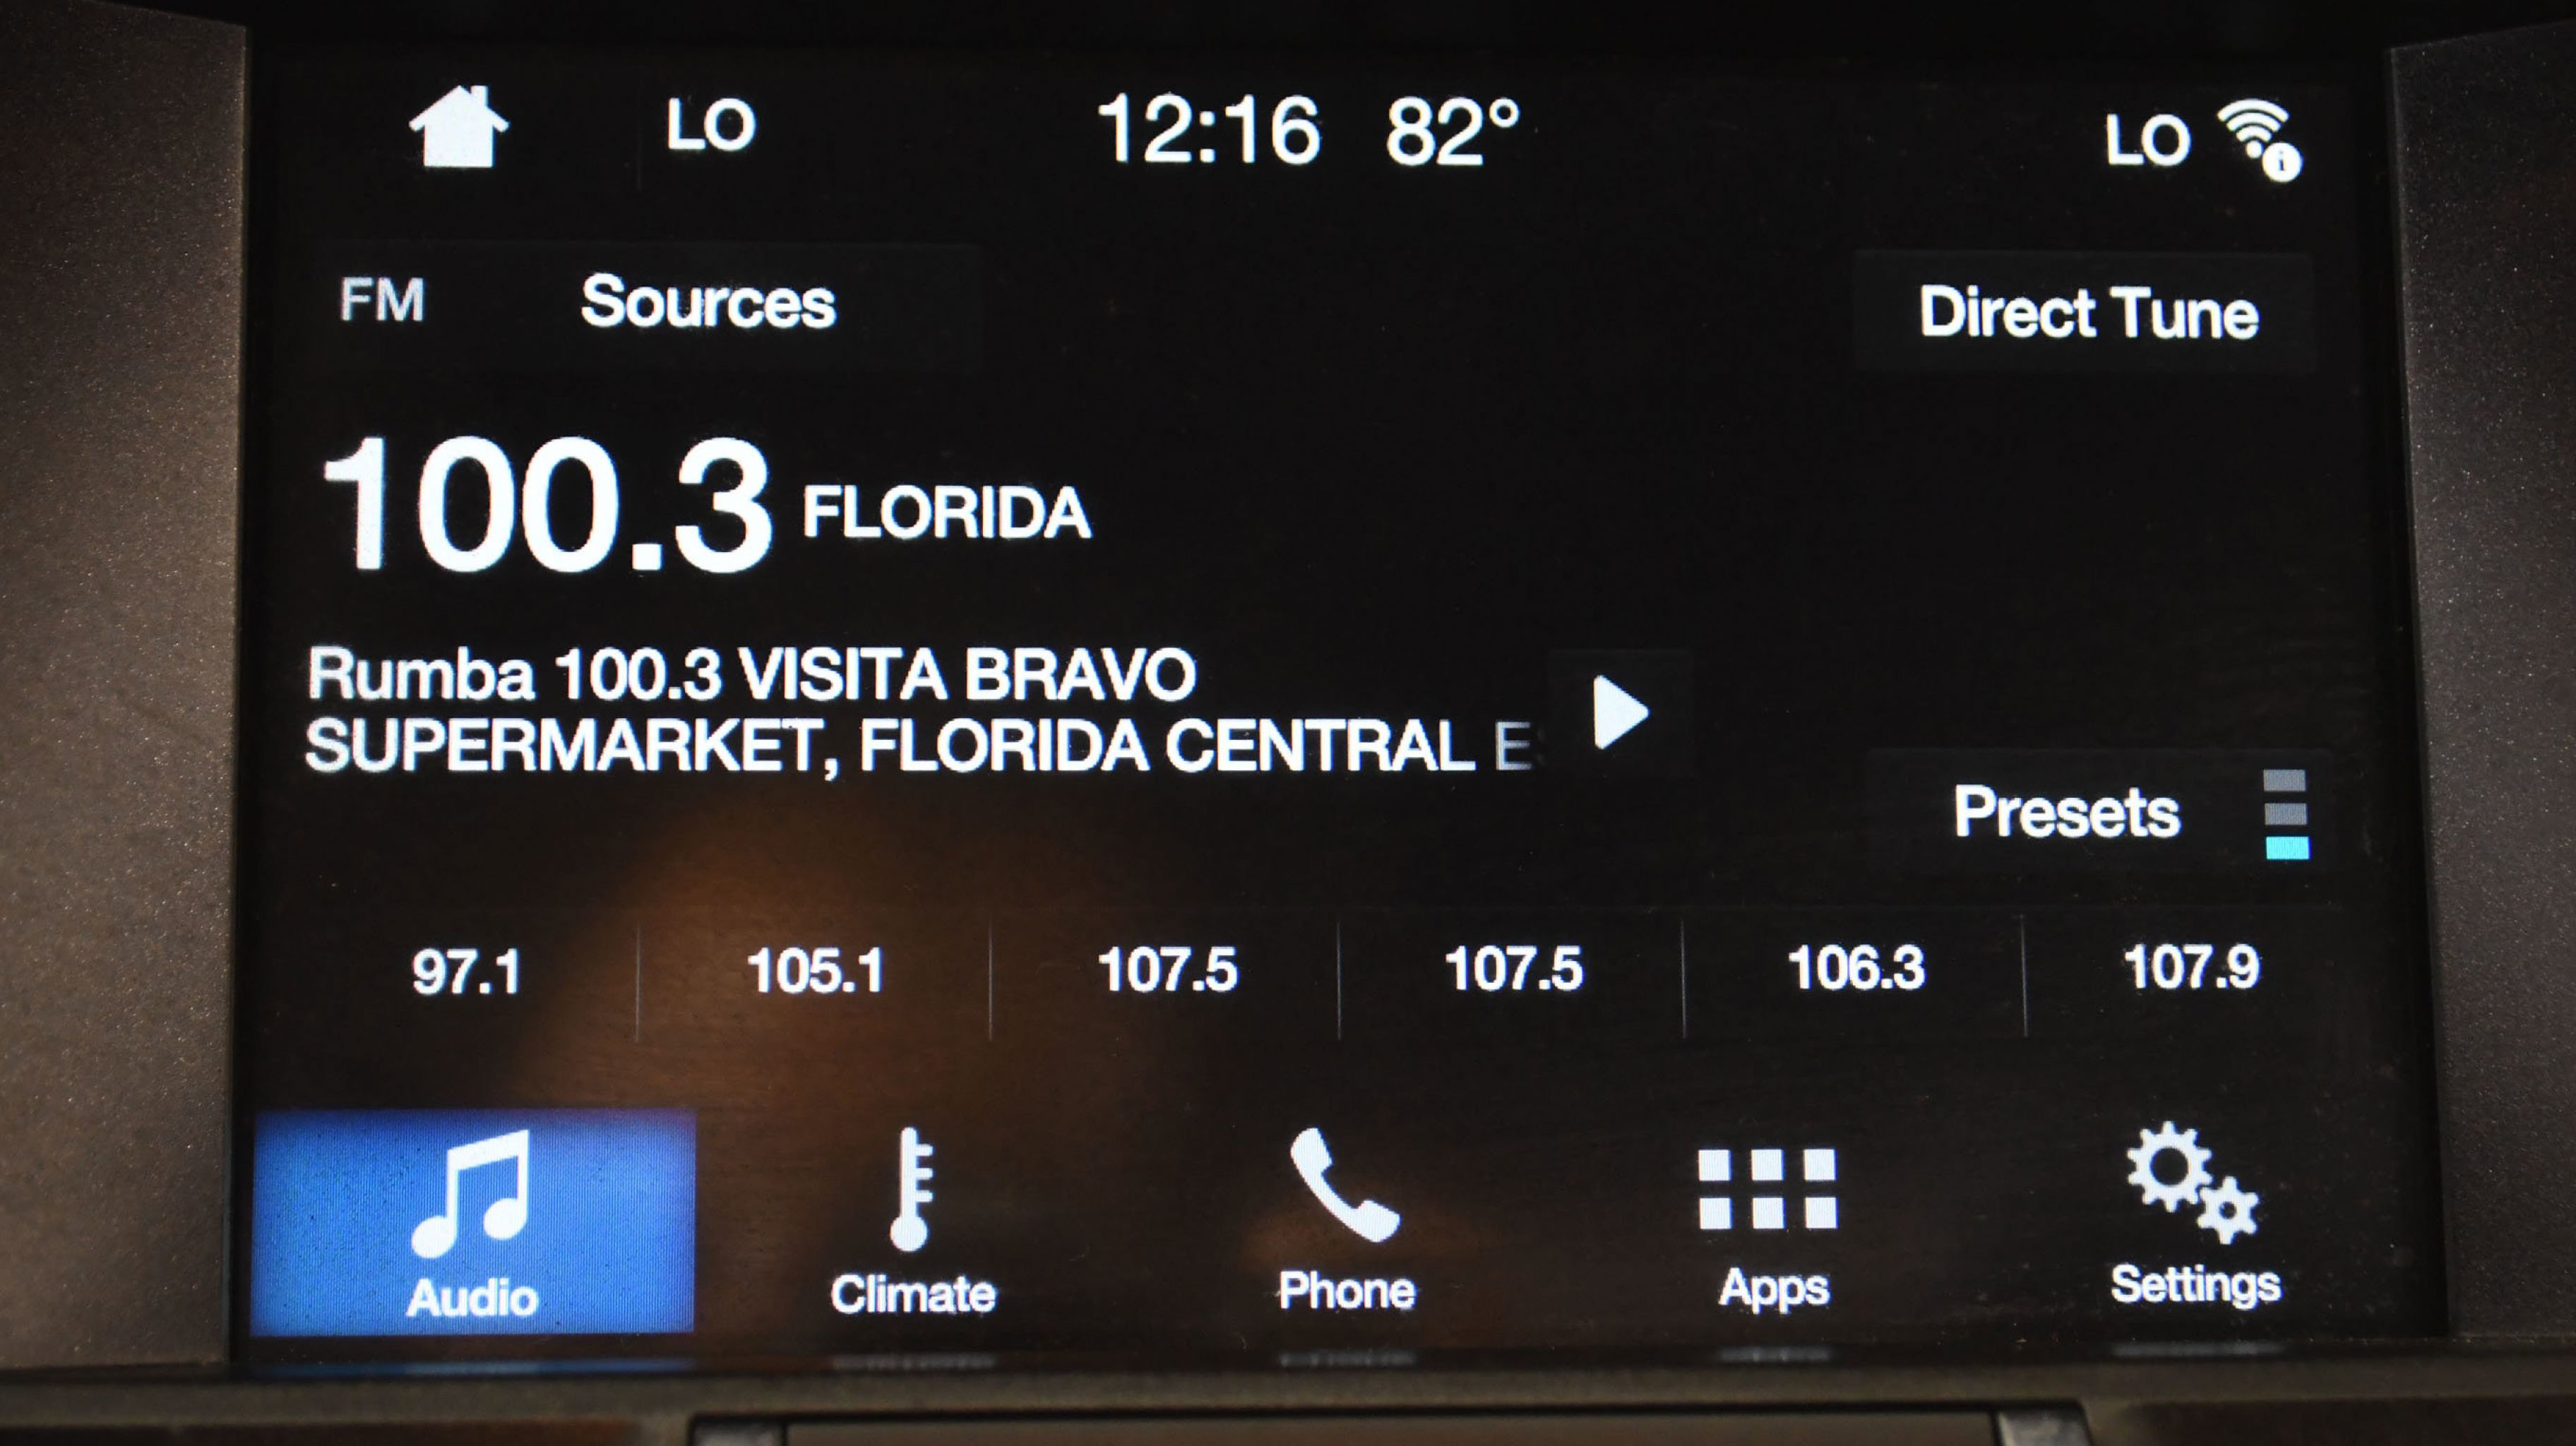 LO 12:16 82° LO
FM Sources Direct Tune
100.3 FLORIDA
Rumba 100.3 VISITA BRAVO
SUPERMARKET, FLORIDA CENTRAL
Presets
97.1 105.1 107.5 107.5 106.3 107.9
Audio Climate Phone Apps Settings